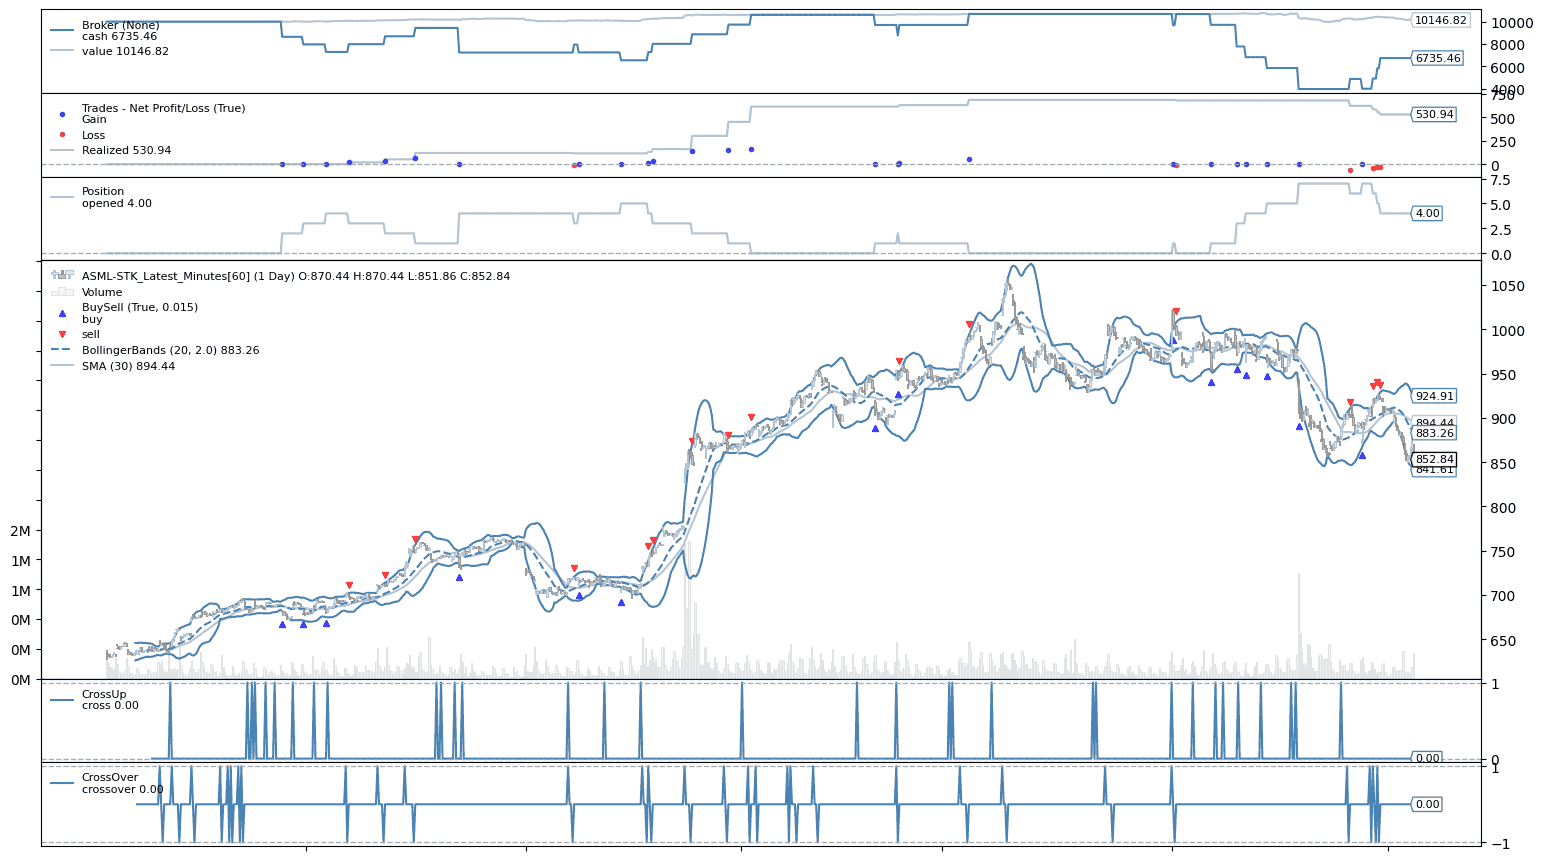 Broker (None)
cash 6735.46
value 10146.82
10146.82
10000
8000
6735.46
6000
4000
Trades - Net Profit/Loss (True)
Gain
Loss
Realized 530.94
750
530.94
500
250
0
Position
opened 4.00
7.5
5.0
4.00
2.5
0.0
ASML-STK_Latest_Minutes[60] (1 Day) O:870.44 H:870.44 L:851.86 C:852.84
Volume
BuySell (True, 0.015)
buy
sell
BollingerBands (20, 2.0) 883.26
SMA (30) 894.44
1050
1000
950
924.91
900
894.44
883.26
852.84
841.61
850
800
750
700
650
2M
1M
1M
0M
0M
0M
CrossUp
cross 0.00
1
0.00
0
CrossOver
crossover 0.00
1
0.00
−1